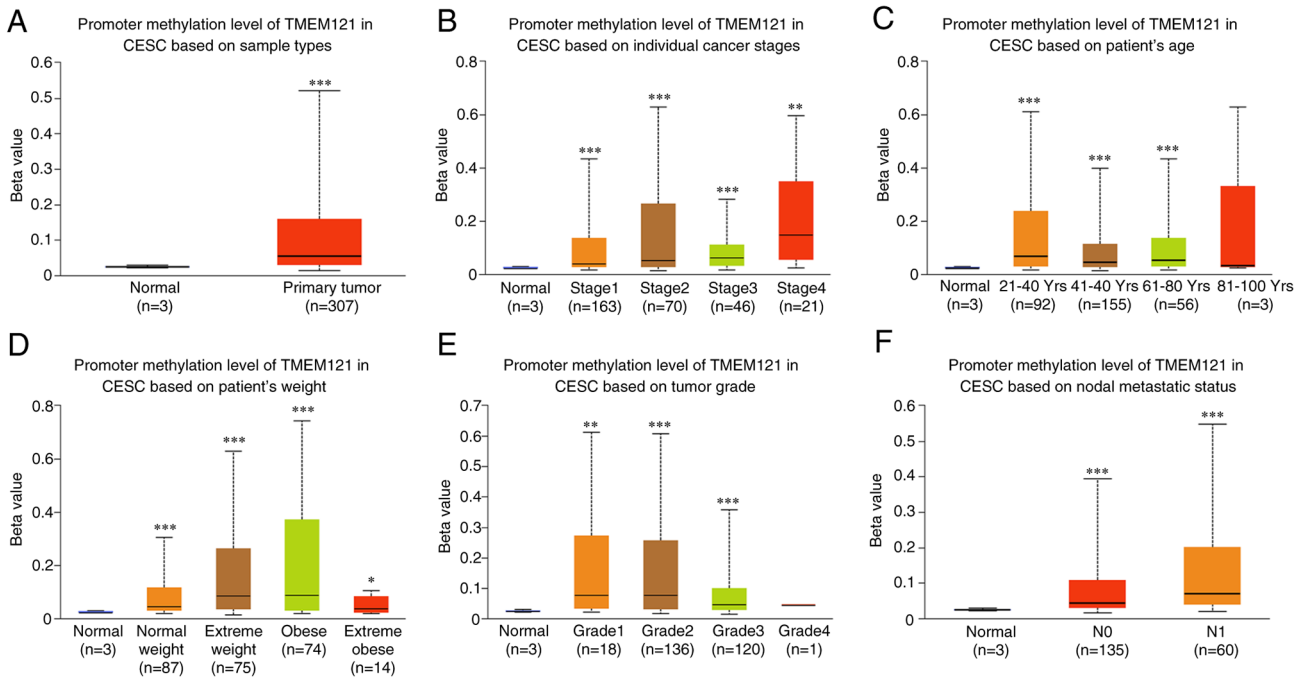 A
Promoter methylation level of TMEM121 in
CESC based on sample types
Beta value
0.6
0.5
0.4
0.3
0.2
0.1
0
***
Normal
(n=3)
Primary tumor
(n=307)
B
Promoter methylation level of TMEM121 in
CESC based on individual cancer stages
Beta value
0.8
0.6
0.4
0.2
0
***
***
***
**
Normal
(n=3)
Stage1
(n=163)
Stage2
(n=70)
Stage3
(n=46)
Stage4
(n=21)
C
Promoter methylation level of TMEM121 in
CESC based on patient's age
Beta value
0.8
0.6
0.4
0.2
0
***
***
***
Normal
(n=3)
21-40 Yrs
(n=92)
41-40 Yrs
(n=155)
61-80 Yrs
(n=56)
81-100 Yrs
(n=3)
D
Promoter methylation level of TMEM121 in
CESC based on patient's weight
Beta value
0.8
0.6
0.4
0.2
0
***
***
***
*
Normal
(n=3)
Normal
weight
(n=87)
Extreme
weight
(n=75)
Obese
(n=74)
Extreme
obese
(n=14)
E
Promoter methylation level of TMEM121 in
CESC based on tumor grade
Beta value
0.7
0.6
0.5
0.4
0.3
0.2
0.1
0
**
***
***
Normal
(n=3)
Grade1
(n=18)
Grade2
(n=136)
Grade3
(n=120)
Grade4
(n=1)
F
Promoter methylation level of TMEM121 in
CESC based on nodal metastatic status
Beta value
0.6
0.5
0.4
0.3
0.2
0.1
0
***
***
Normal
(n=3)
N0
(n=135)
N1
(n=60)